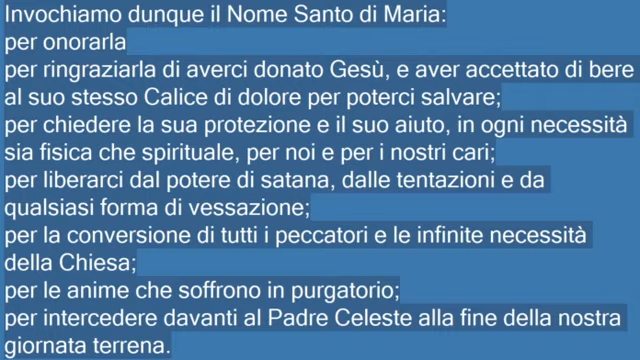 Invochiamo dunque il Nome Santo di Maria:
per onorarla
per ringraziarla di averci donato Gesù, e aver accettato di bere
al suo stesso Calice di dolore per poterci salvare;
per chiedere la sua protezione e il suo aiuto, in ogni necessità
sia fisica che spirituale, per noi e per i nostri cari;
per liberarci dal potere di satana, dalle tentazioni e da
qualsiasi forma di vessazione;
per la conversione di tutti i peccatori e le infinite necessità
della Chiesa;
per le anime che soffrono in purgatorio;
per intercedere davanti al Padre Celeste alla fine della nostra
giornata terrena.